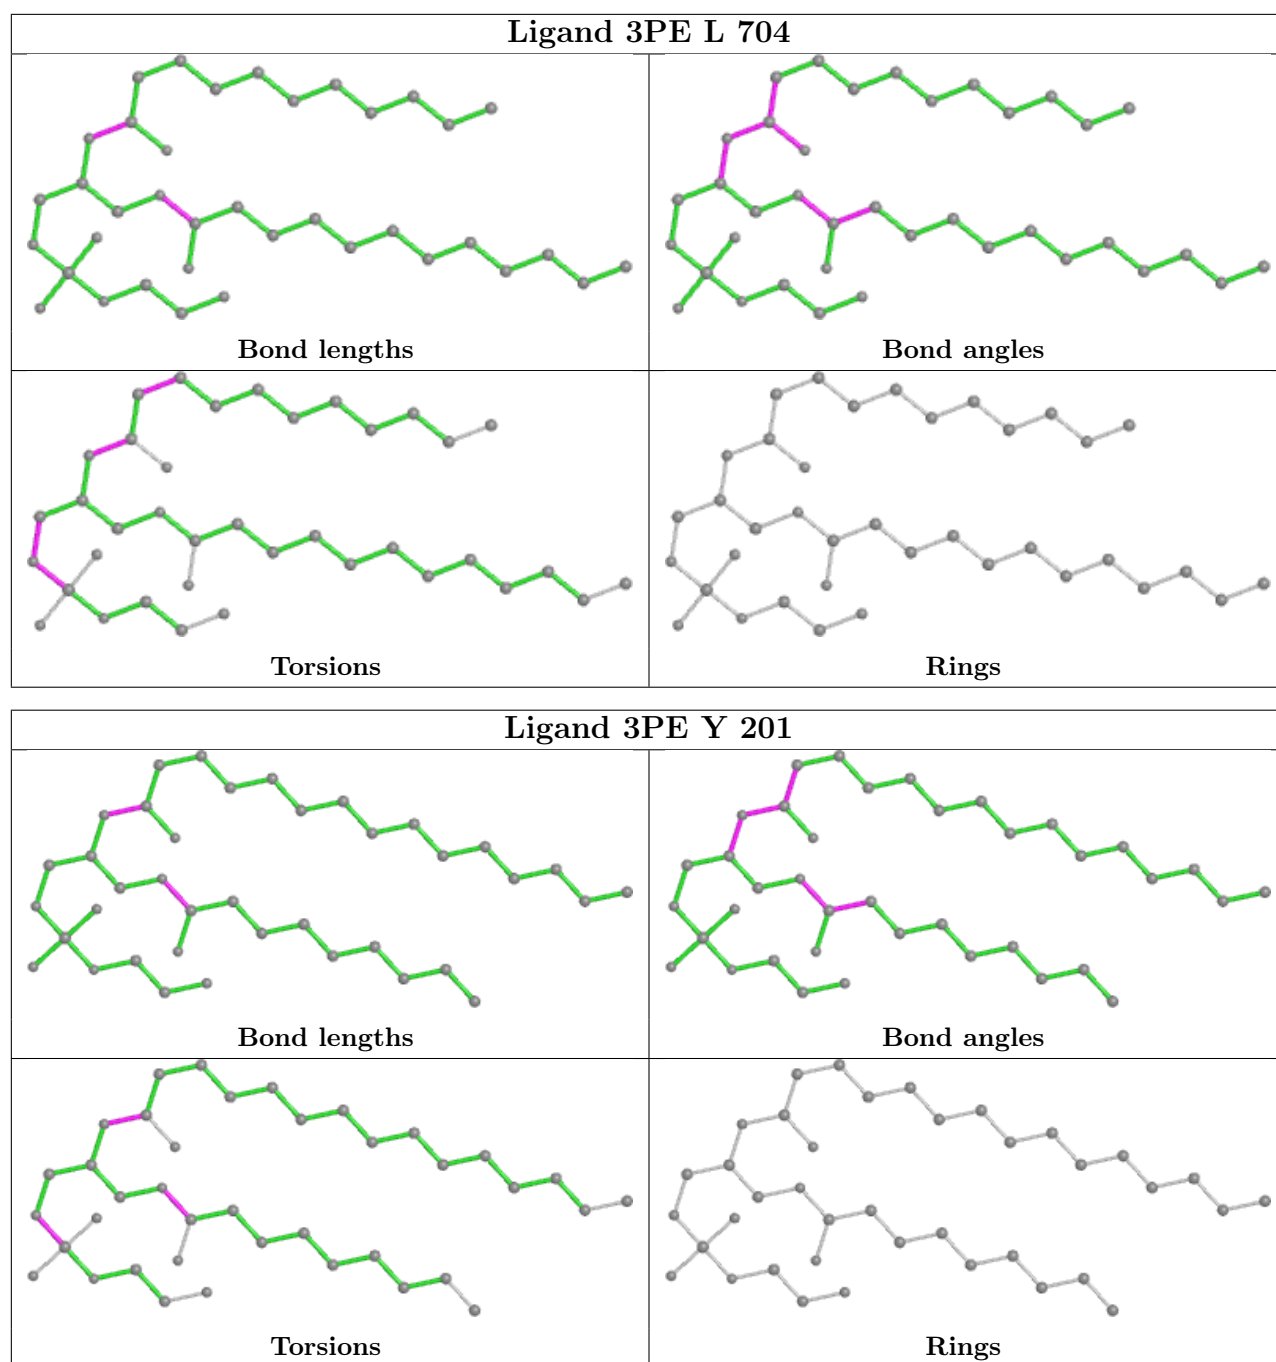 Ligand 3PE L 704
Bond lengths
Bond angles
Torsions
Rings
Ligand 3PE Y 201
Bond lengths
Bond angles
Torsions
Rings